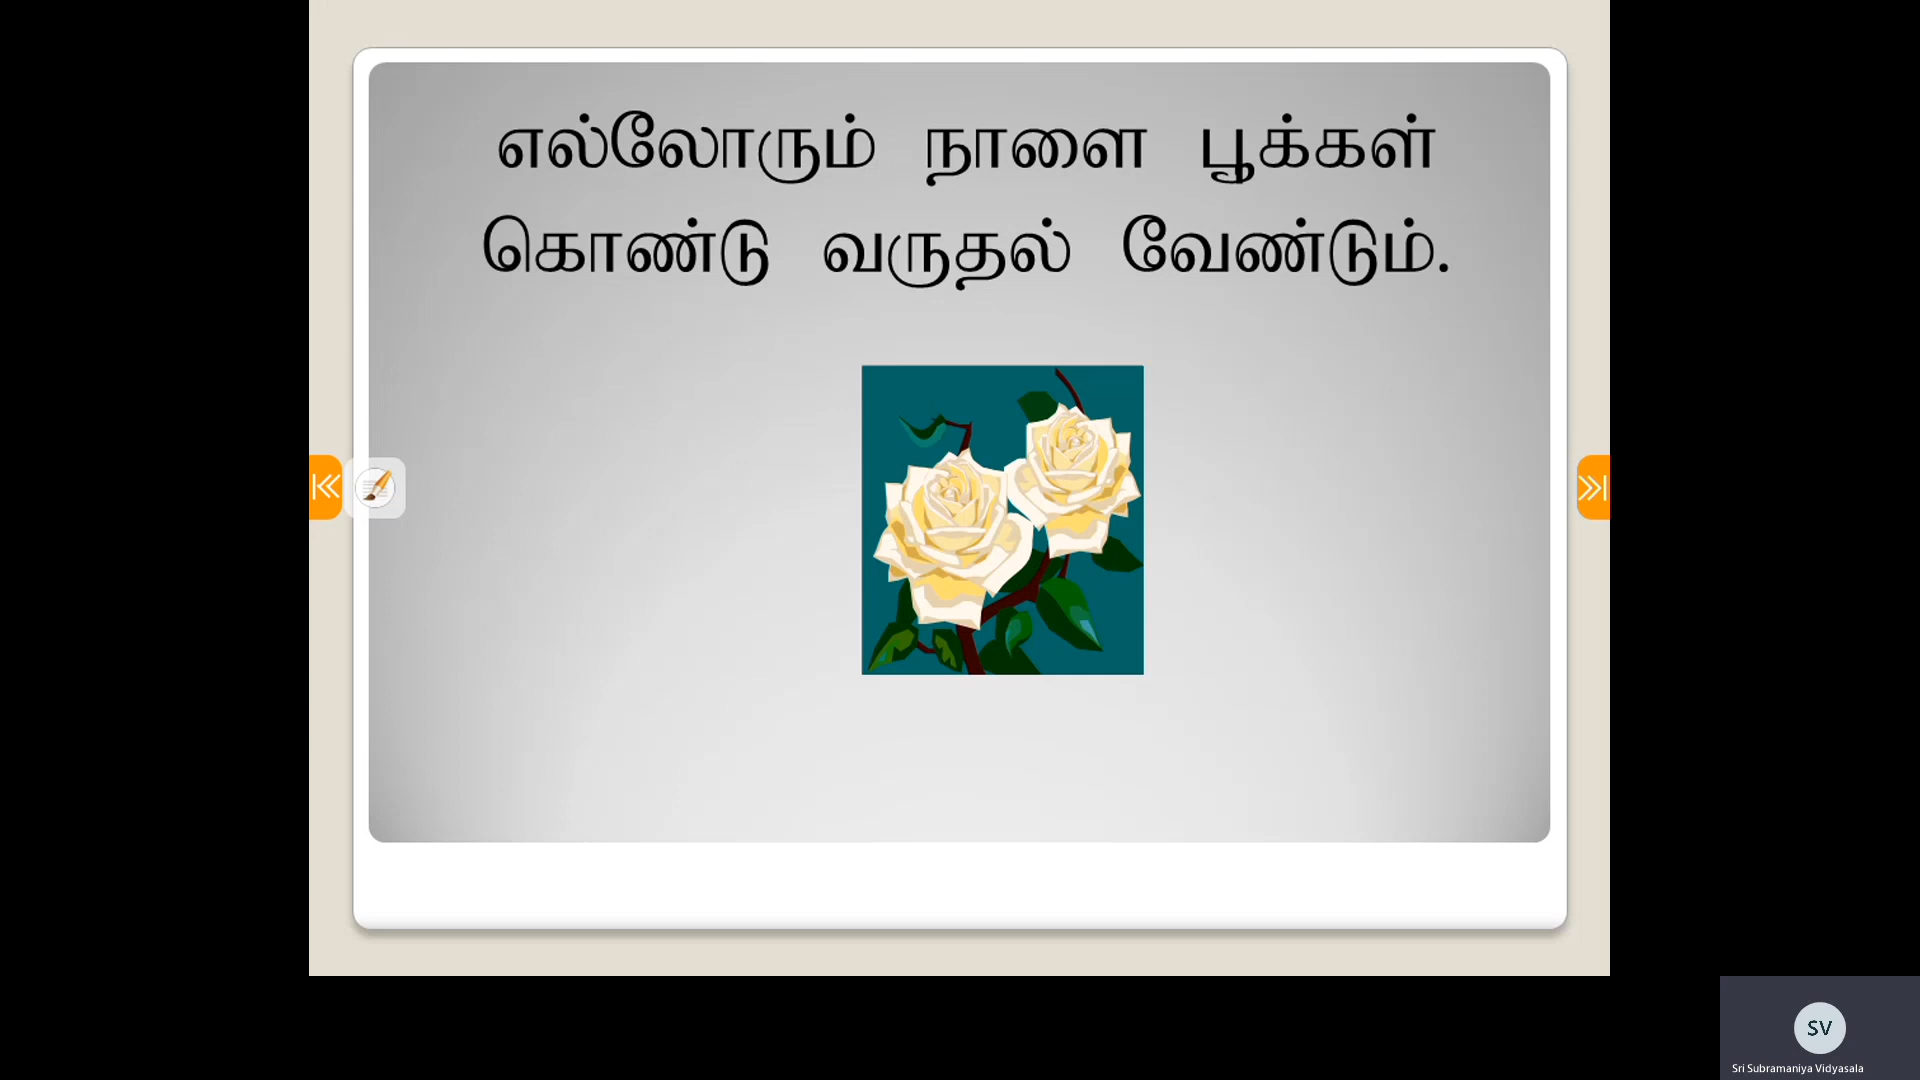 எல்லோரும் நாளை பூக்கள்
கொண்டு வருதல் வேண்டும்.
SV
Sri Subramaniya Vidyasala